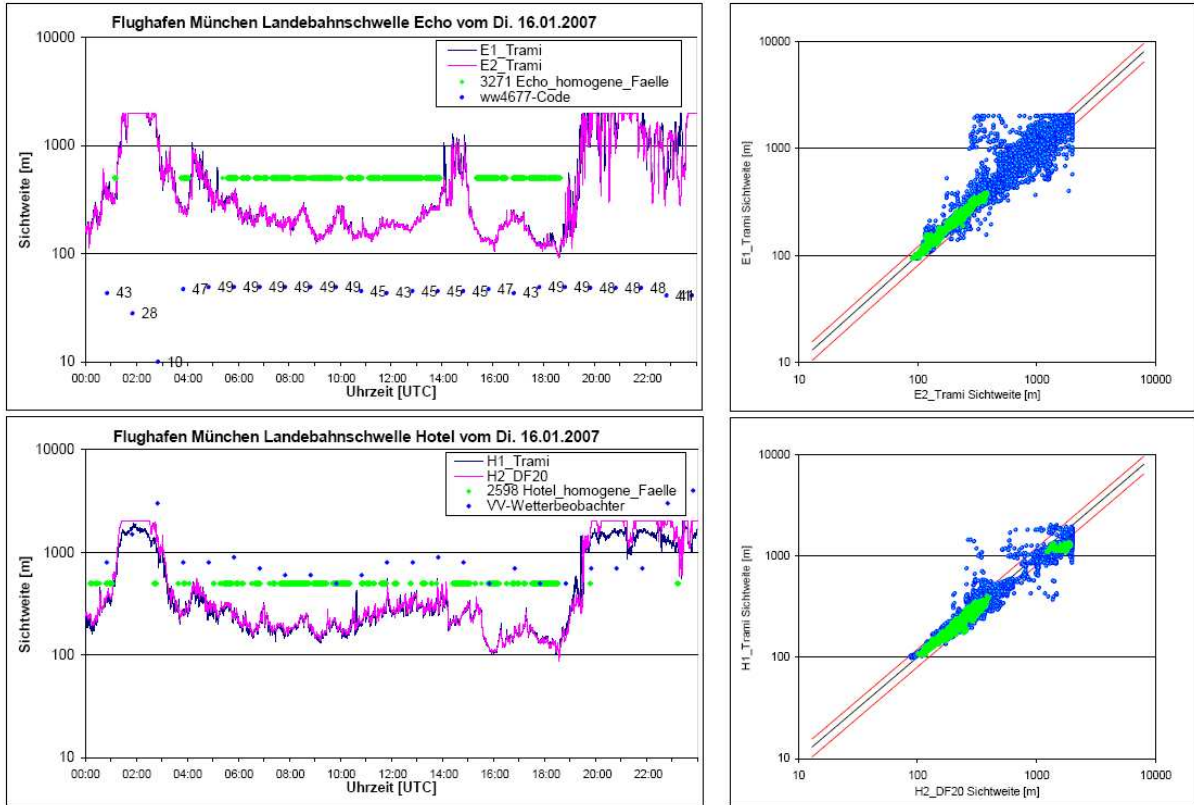 Flughafen München Landebahnschwelle Echo vom Di. 16.01.2007
10000
1000
100
10
Sichtweite [m]
E1_Trami
E2_Trami
3271 Echo_homogene_Faelle
ww4677-Code
43 28 10 47 49 49 49 49 49 49 45 43 45 45 45 47 43 49 49 48 48 48 41
00:00 02:00 04:00 06:00 08:00 10:00 12:00 14:00 16:00 18:00 20:00 22:00 00:00
Uhrzeit [UTC]
10000
1000
100
10
E1_Trami Sichtweite [m]
10 100 1000 10000
E2_Trami Sichtweite [m]
Flughafen München Landebahnschwelle Hotel vom Di. 16.01.2007
10000
1000
100
10
Sichtweite [m]
H1_Trami
H2_DF20
2598 Hotel_homogene_Faelle
VV-Wetterbeobachter
00:00 02:00 04:00 06:00 08:00 10:00 12:00 14:00 16:00 18:00 20:00 22:00 00:00
Uhrzeit [UTC]
10000
1000
100
10
H1_Trami Sichtweite [m]
10 100 1000 10000
H2_DF20 Sichtweite [m]